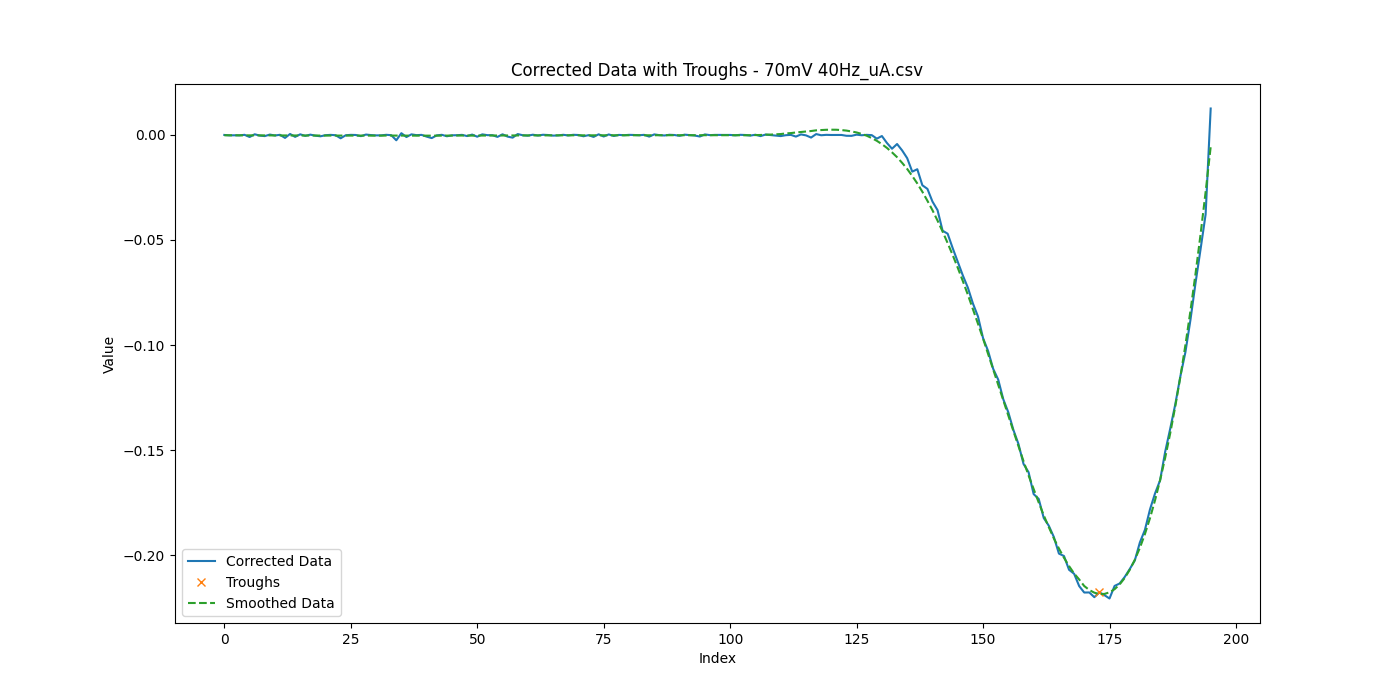 Corrected Data with Troughs - 70mV 40Hz_uA.csv
0.00
−0.05
−0.10
−0.15
−0.20
Value
Corrected Data
Troughs
Smoothed Data
0 25 50 75 100 125 150 175 200
Index